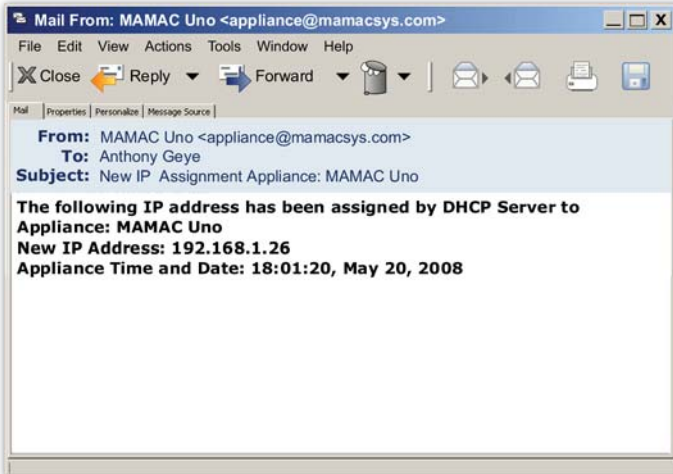 Mail From: MAMAC Uno <appliance@mamacsys.com>
File Edit View Actions Tools Window Help
Close Reply Forward
Mail Properties Personalize Message Source
From: MAMAC Uno <appliance@mamacsys.com>
To: Anthony Geye
Subject: New IP Assignment Appliance: MAMAC Uno
The following IP address has been assigned by DHCP Server to
Appliance: MAMAC Uno
New IP Address: 192.168.1.26
Appliance Time and Date: 18:01:20, May 20, 2008